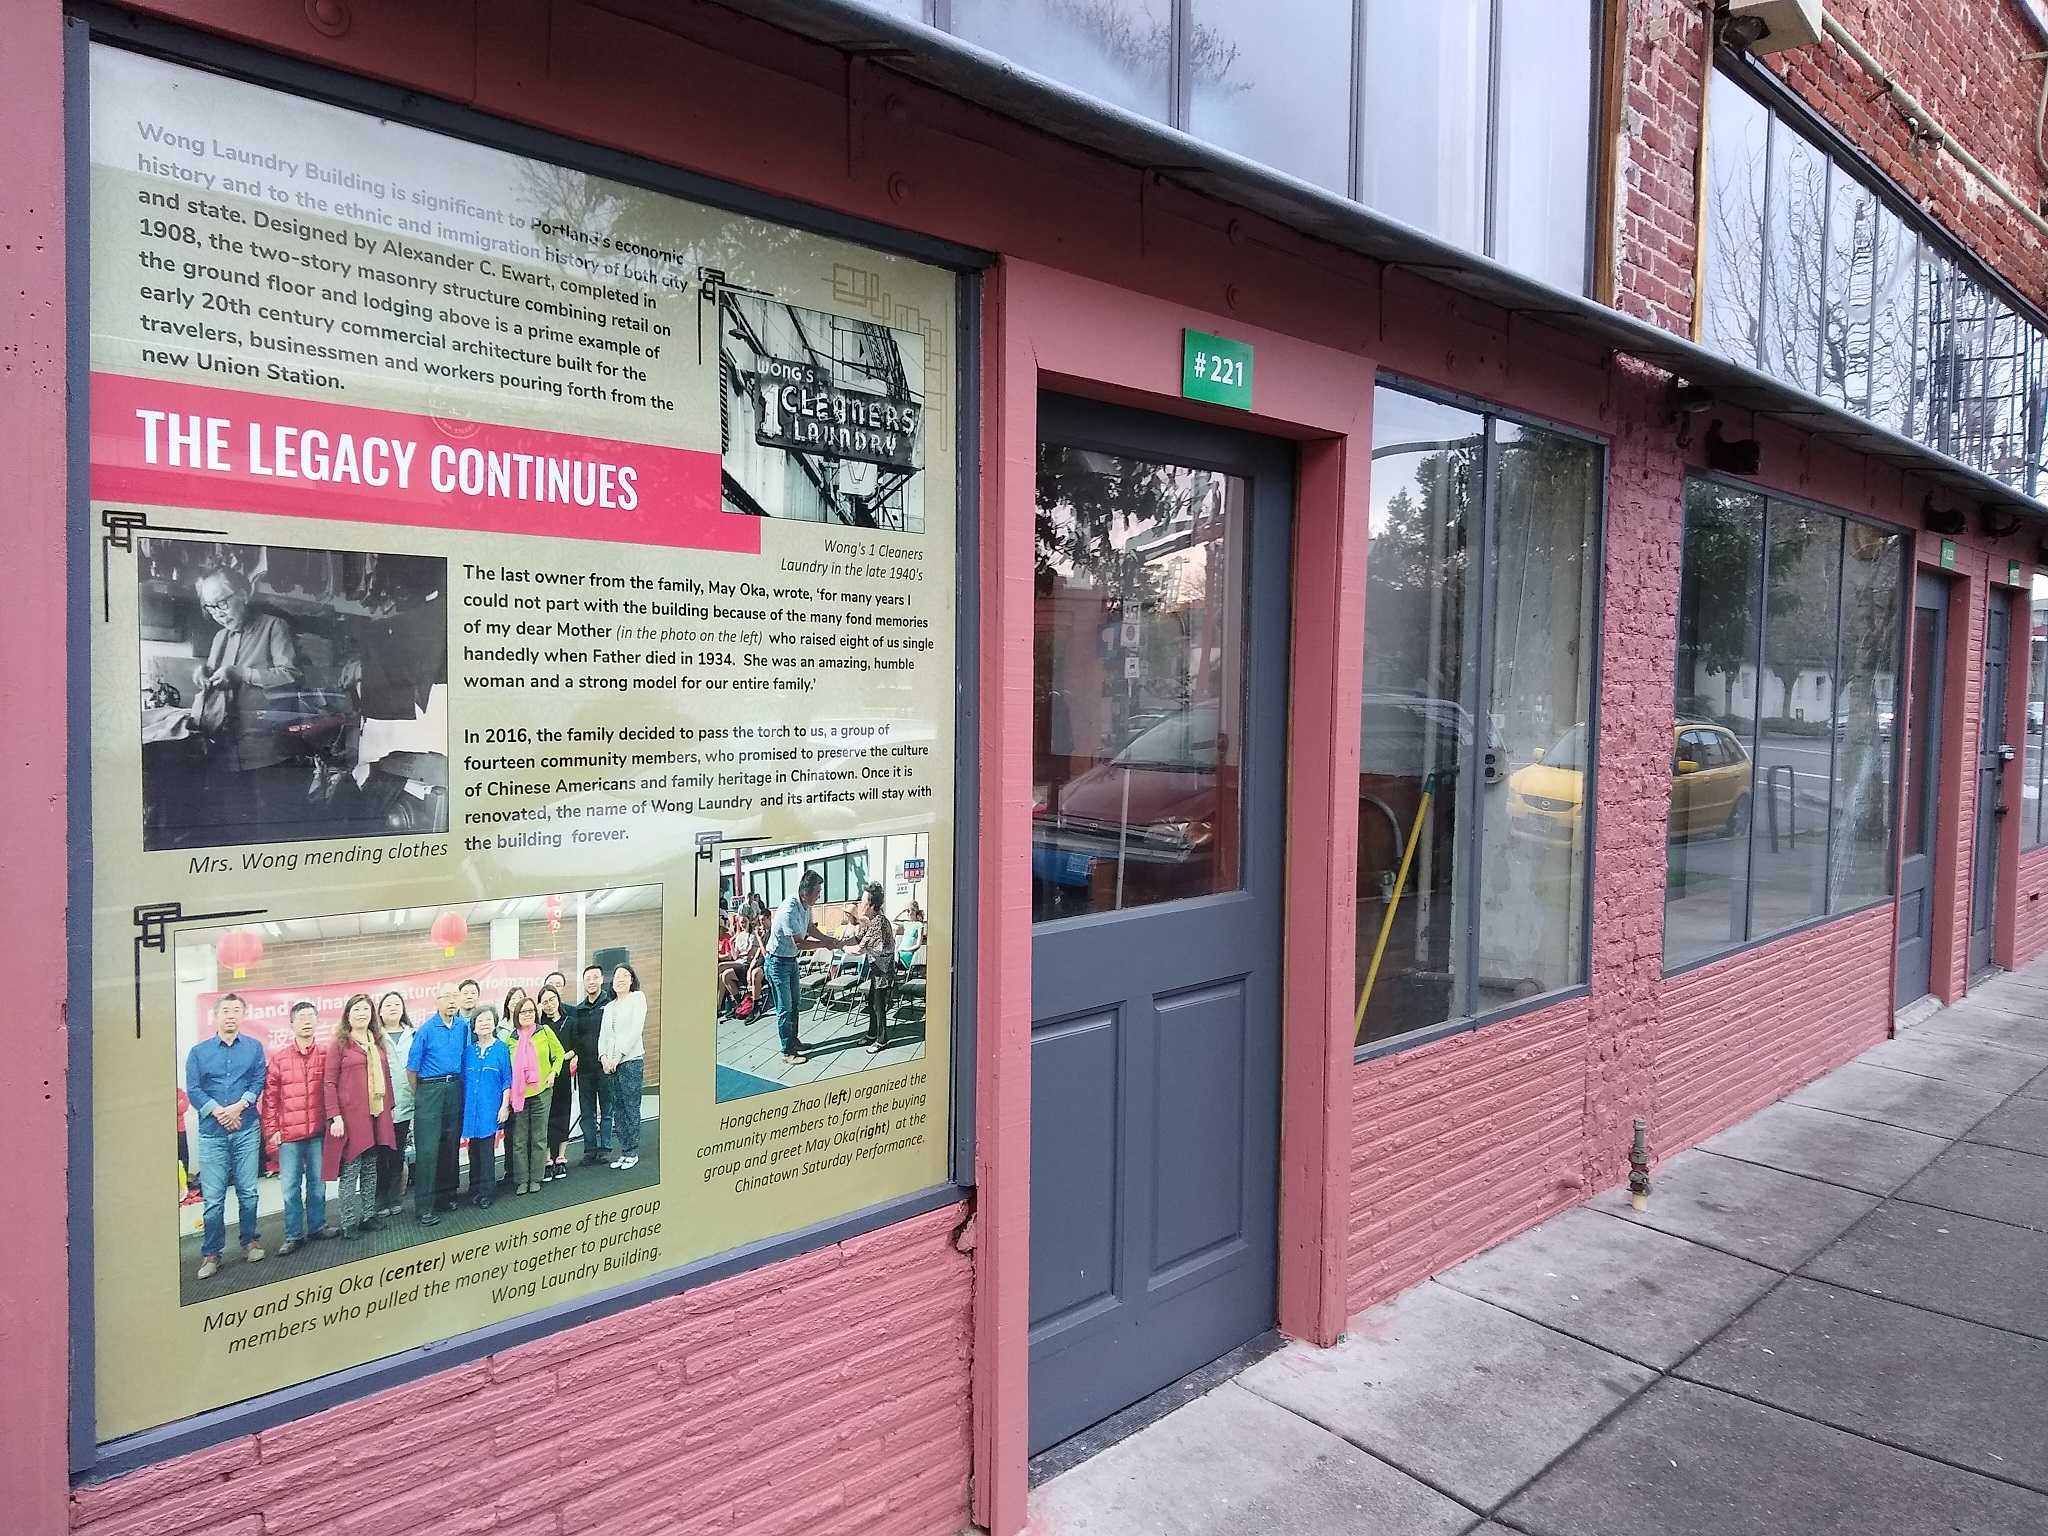 Wong Laundry Building is significant to Portland's economic
history and to the ethnic and immigration history of both city
and state. Designed by Alexander C. Ewart, completed in
1908, the two-story masonry structure combining retail on
the ground floor and lodging above is a prime example of
early 20th century commercial architecture built for the
travelers, businessmen and workers pouring forth from the
new Union Station.
WONG'S
1 CLEANERS
LAUNDRY
Wong's 1 Cleaners
Laundry in the late 1940's
THE LEGACY CONTINUES
The last owner from the family, May Oka, wrote, 'for many years I
could not part with the building because of the many fond memories
of my dear Mother (in the photo on the left) who raised eight of us single
handedly when Father died in 1934. She was an amazing, humble
woman and a strong model for our entire family.'
In 2016, the family decided to pass the torch to us, a group of
fourteen community members, who promised to preserve the culture
of Chinese Americans and family heritage in Chinatown. Once it is
renovated, the name of Wong Laundry and its artifacts will stay with
the building forever.
Mrs. Wong mending clothes
Hongcheng Zhao (left) organized the
community members to form the buying
group and greet May Oka(right) at the
Chinatown Saturday Performance.
May and Shig Oka (center) were with some of the group
members who pulled the money together to purchase
Wong Laundry Building.
# 221